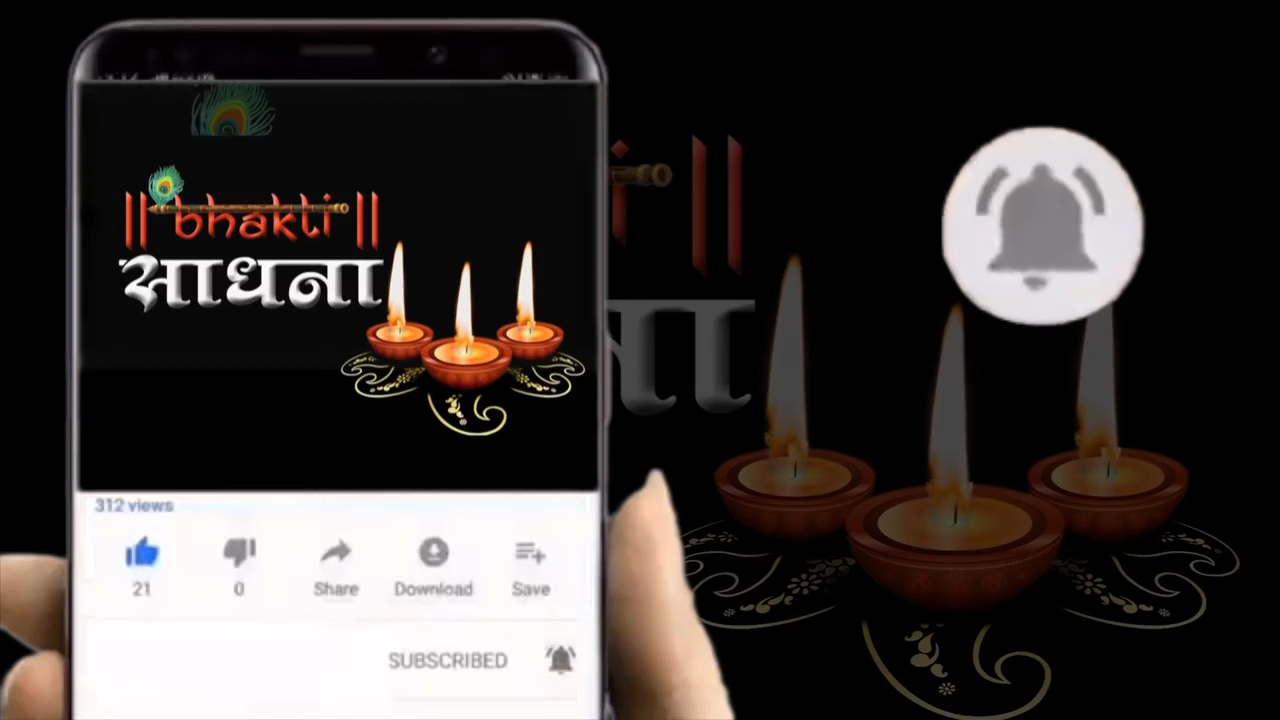 || bhakti ||
साधना
312 views
21
0
Share
Download
Save
SUBSCRIBED